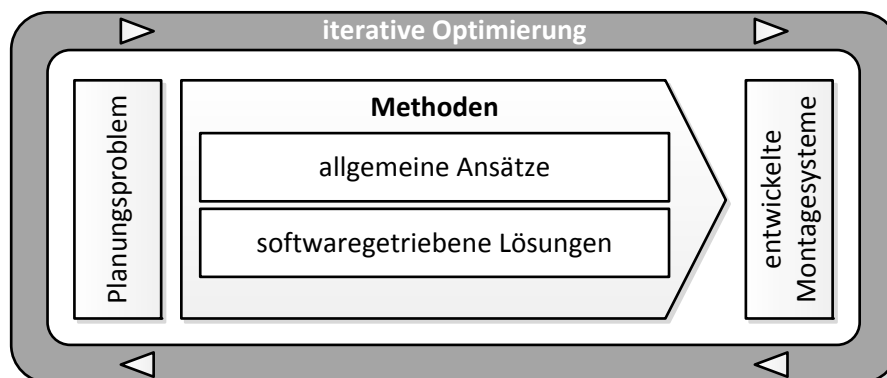 iterative Optimierung
Planungsproblem
Methoden
allgemeine Ansätze
softwaregetriebene Lösungen
entwickelte
Montagesysteme